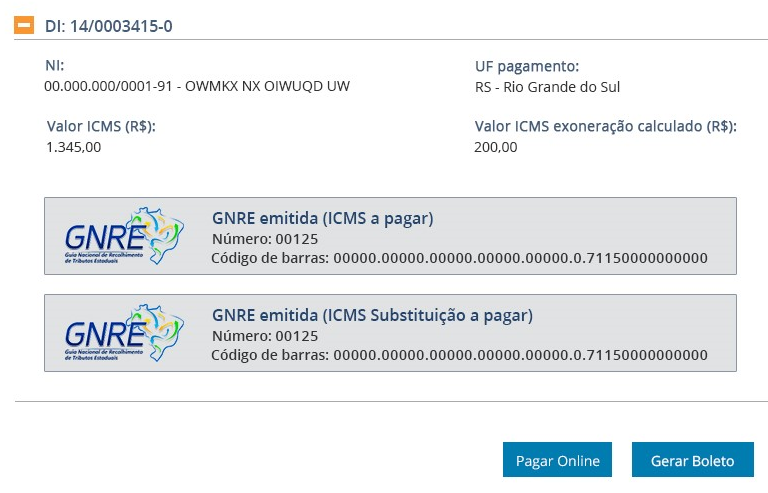 DI: 14/0003415-0
NI:
00.000.000/0001-91 - OWMKX NX OIWUQD UW
UF pagamento:
RS - Rio Grande do Sul
Valor ICMS (R$):
1.345,00
Valor ICMS exoneração calculado (R$):
200,00
GNRE
Guia Nacional de Recolhimento
de Tributos Estaduais
GNRE emitida (ICMS a pagar)
Número: 00125
Código de barras: 00000.00000.00000.00000.00000.0.71150000000000
GNRE
Guia Nacional de Recolhimento
de Tributos Estaduais
GNRE emitida (ICMS Substituição a pagar)
Número: 00125
Código de barras: 00000.00000.00000.00000.00000.0.71150000000000
Pagar Online
Gerar Boleto